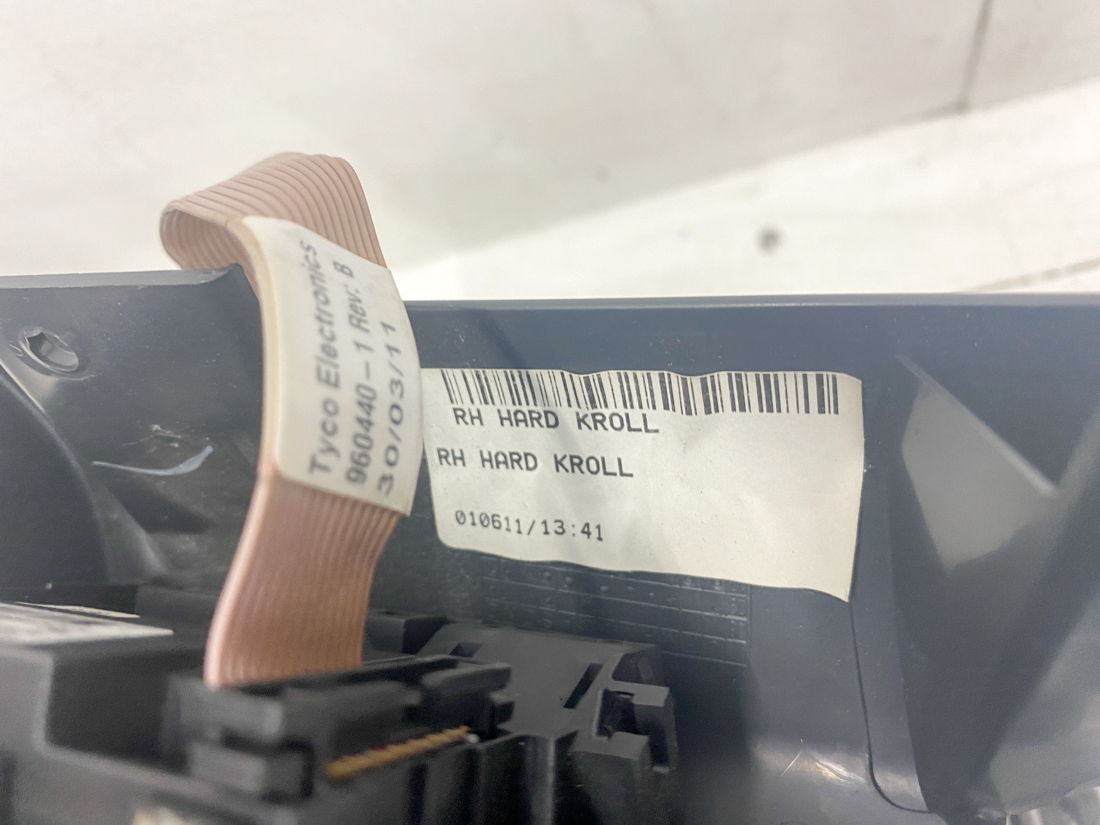 Tyco Electronics
960440-1 Rev: B
30/03/11
RH HARD KROLL
RH HARD KROLL
010611/13:41